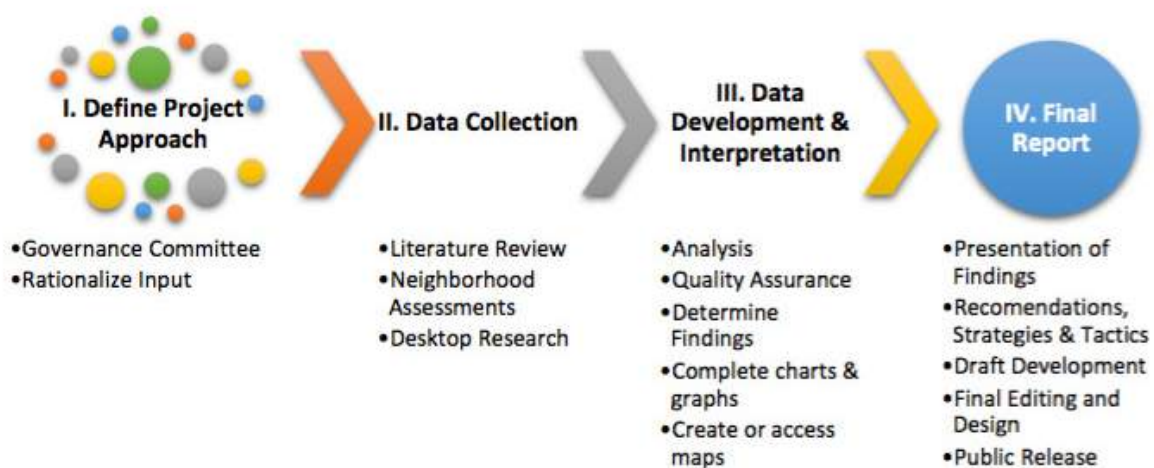 I. Define Project
Approach
•Governance Committee
•Rationalize Input
II. Data Collection
•Literature Review
•Neighborhood
Assessments
•Desktop Research
III. Data
Development &
Interpretation
•Analysis
•Quality Assurance
•Determine
Findings
•Complete charts &
graphs
•Create or access
maps
IV. Final
Report
•Presentation of
Findings
•Recomendations,
Strategies & Tactics
•Draft Development
•Final Editing and
Design
•Public Release